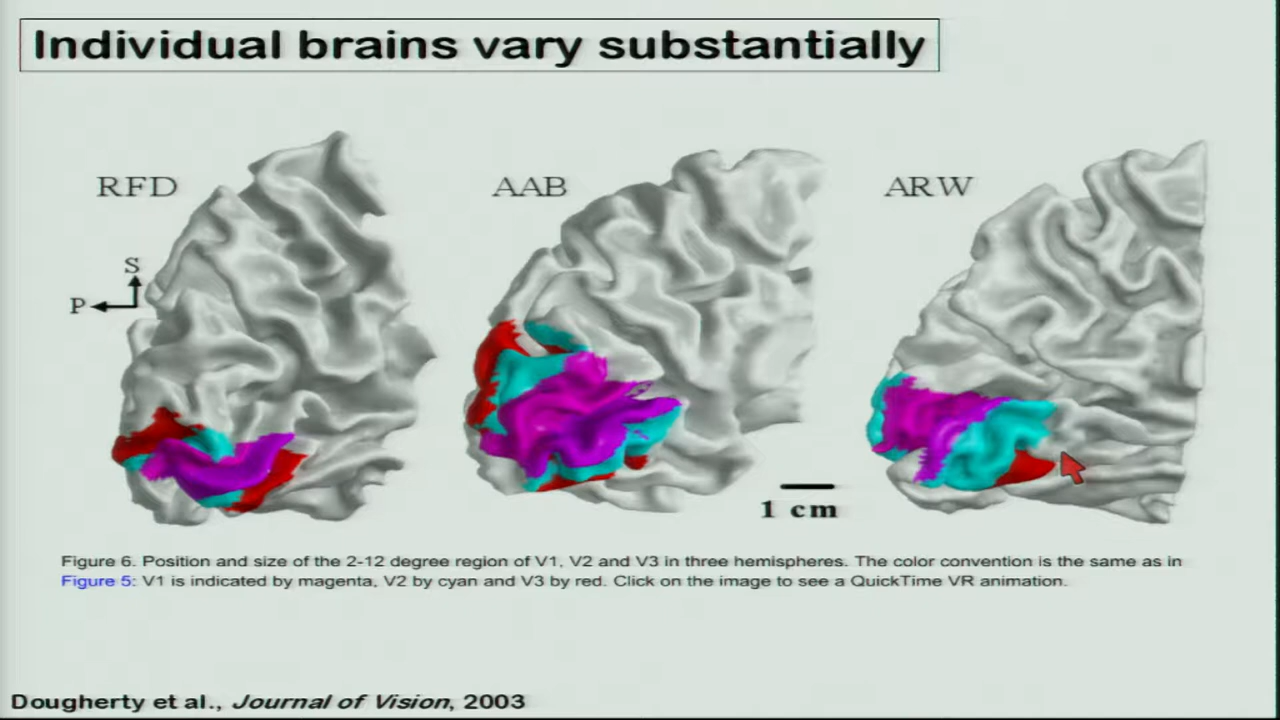 Individual brains vary substantially
RFD
AAB
ARW
S
P
1 cm
Figure 6. Position and size of the 2-12 degree region of V1, V2 and V3 in three hemispheres. The color convention is the same as in
Figure 5: V1 is indicated by magenta, V2 by cyan and V3 by red. Click on the image to see a QuickTime VR animation.
Dougherty et al., Journal of Vision, 2003